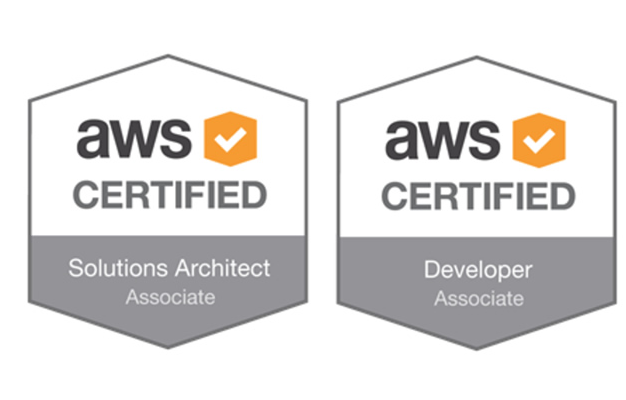 aws
CERTIFIED
Solutions Architect
Associate
aws
CERTIFIED
Developer
Associate